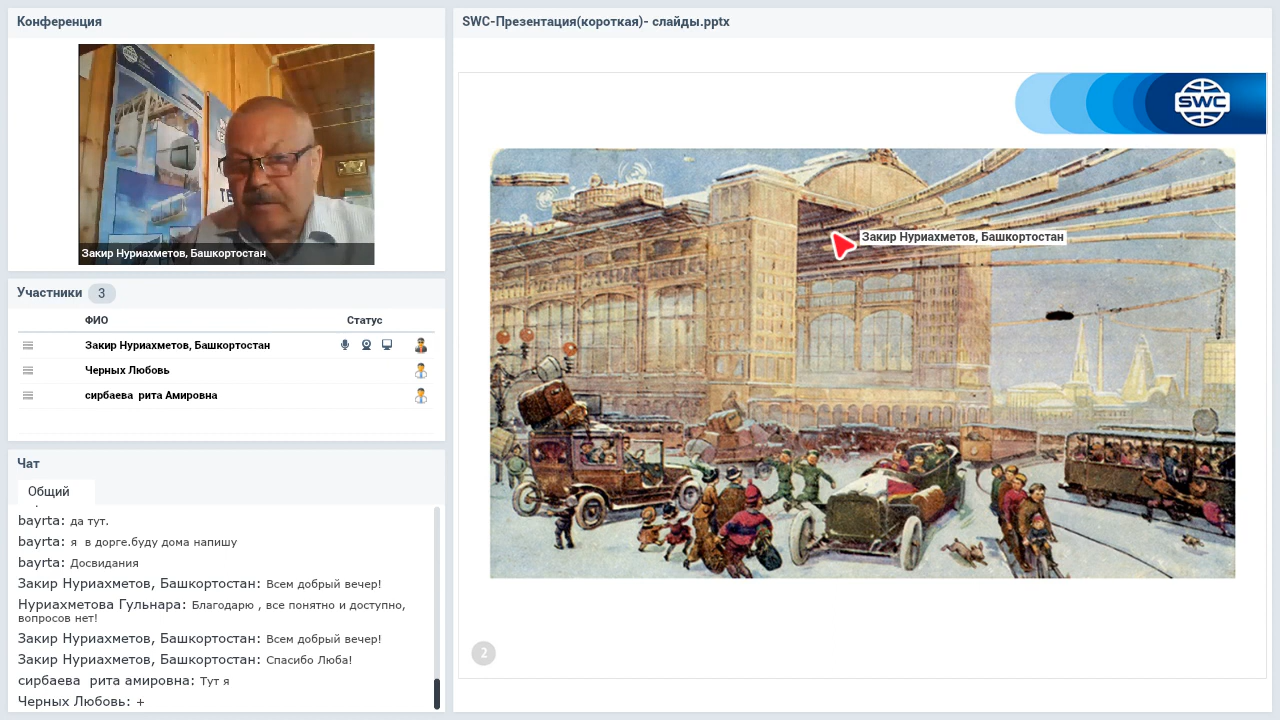 Конференция
Закир Нуриахметов, Башкортостан
Участники 3
ФИО Статус
Закир Нуриахметов, Башкортостан
Черных Любовь
сирбаева рита Амировна
Чат
Общий
bayrta: да тут.
bayrta: я в дорге.буду дома напишу
bayrta: Досвидания
Закир Нуриахметов, Башкортостан: Всем добрый вечер!
Нуриахметова Гульнара: Благодарю , все понятно и доступно,
вопросов нет!
Закир Нуриахметов, Башкортостан: Всем добрый вечер!
Закир Нуриахметов, Башкортостан: Спасибо Люба!
сирбаева рита амировна: Тут я
Черных Любовь: +
SWC-Презентация(короткая)- слайды.pptx
SWC
Закир Нуриахметов, Башкортостан
2